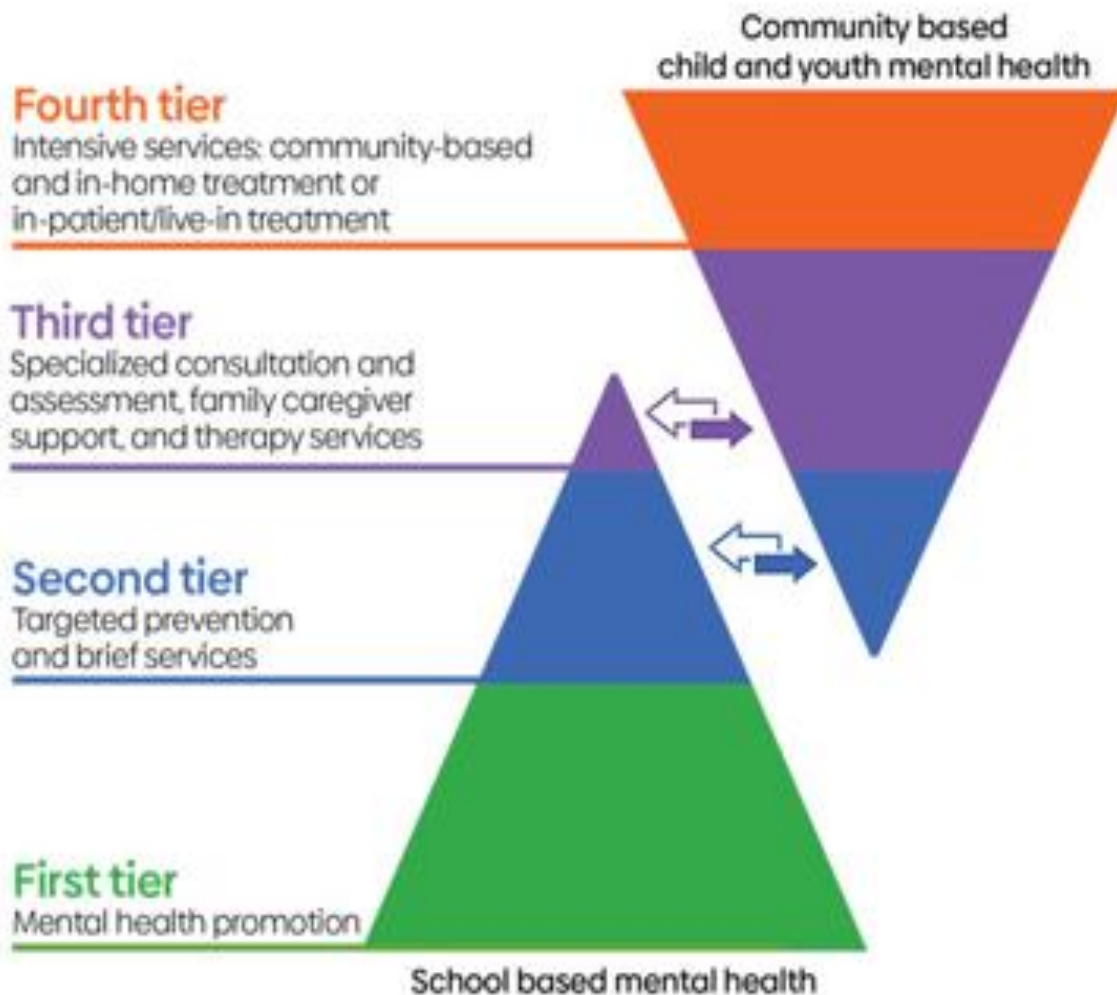 Community based
child and youth mental health
Fourth tier
Intensive services: community-based
and in-home treatment or
in-patient/live-in treatment
Third tier
Specialized consultation and
assessment, family caregiver
support, and therapy services
Second tier
Targeted prevention
and brief services
First tier
Mental health promotion
School based mental health